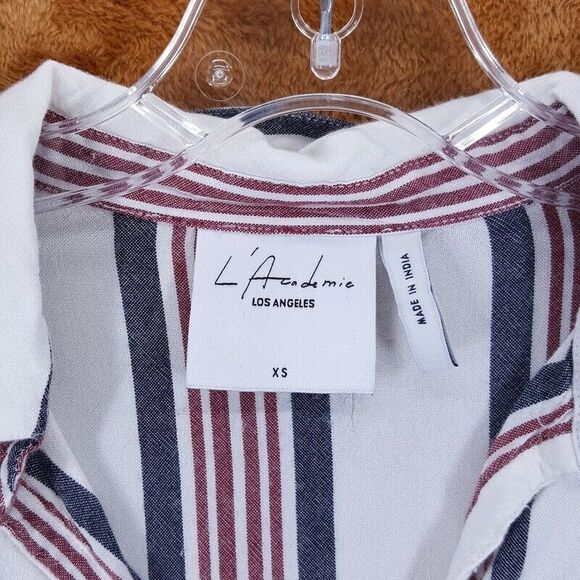 L'Academie
LOS ANGELES
XS
MADE IN INDIA